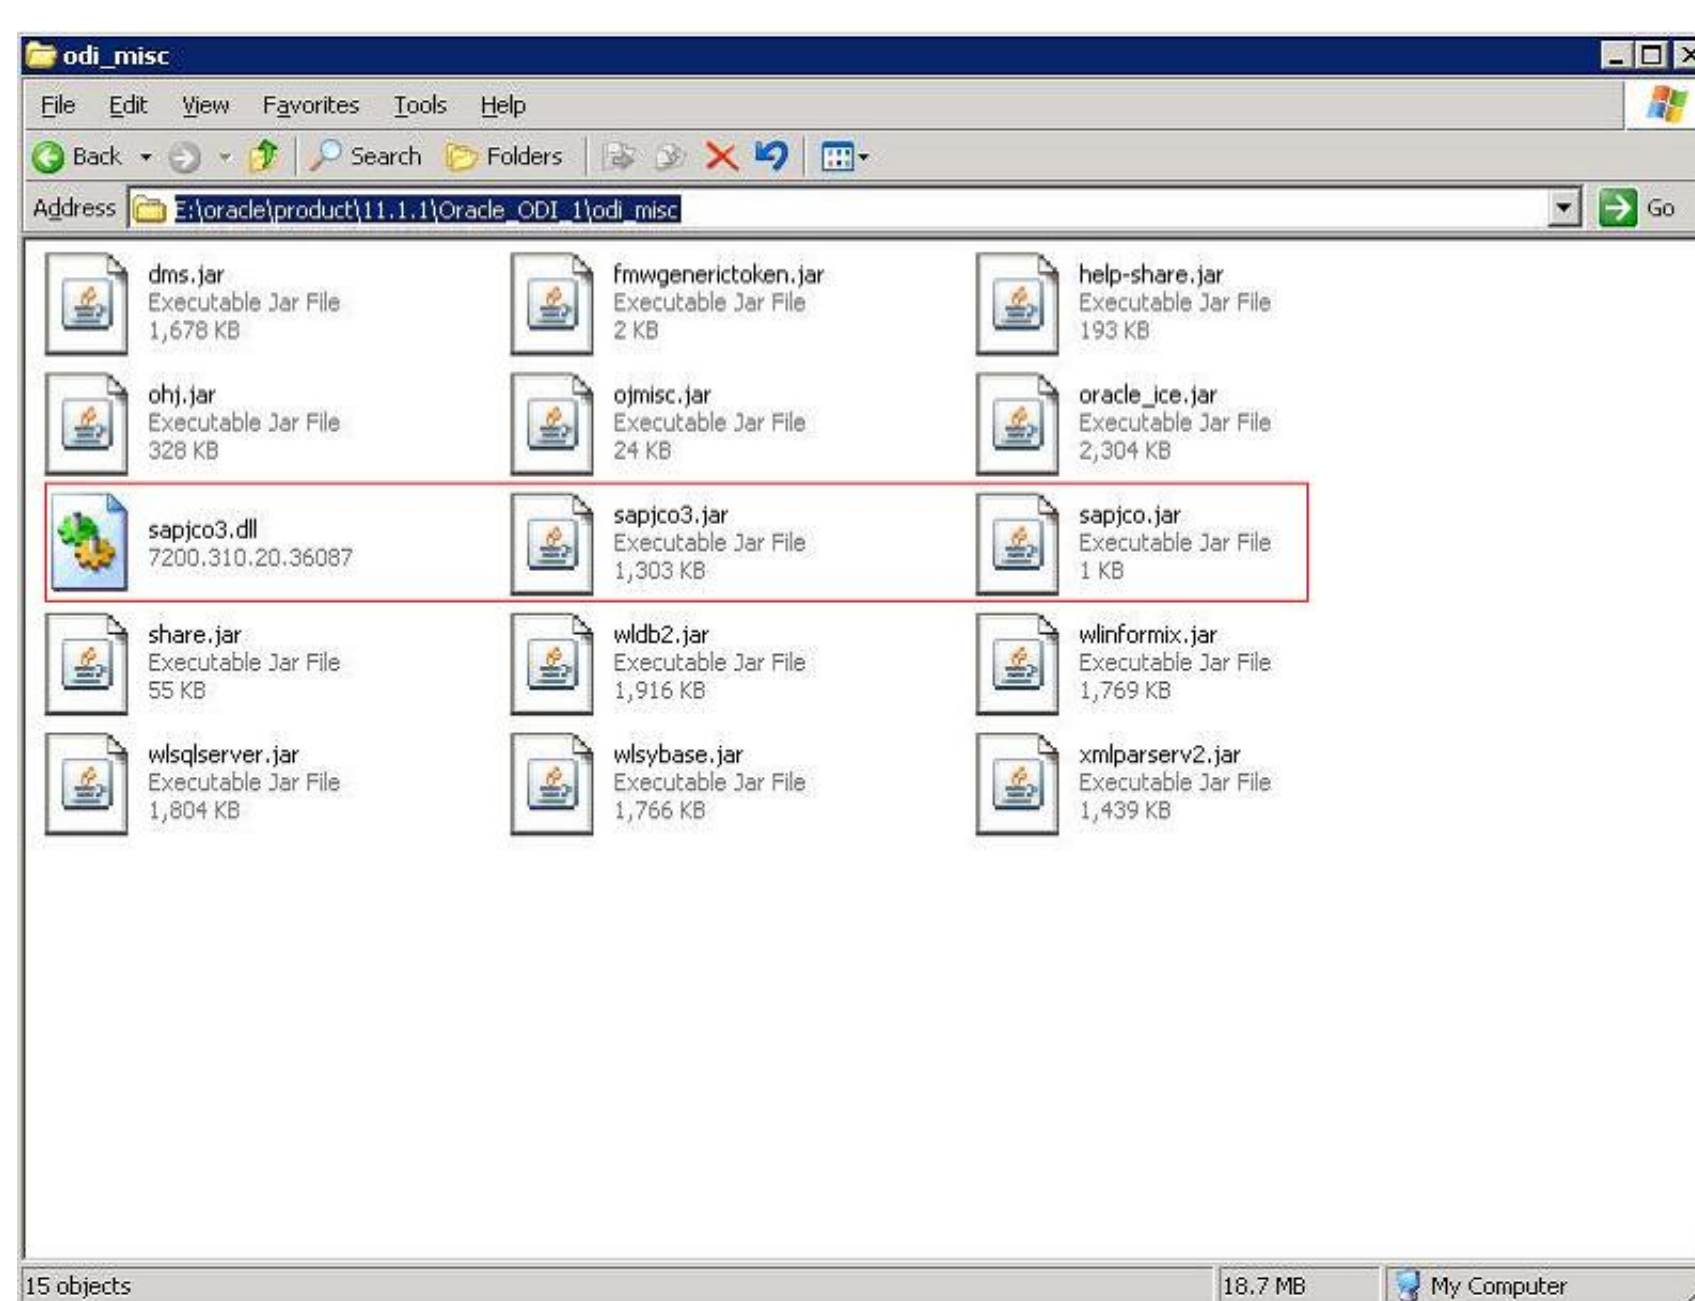 odi_misc
File Edit View Favorites Tools Help
Back Search Folders
Address E:\oracle\product\11.1.1\Oracle_ODI_1\odi_misc Go
dms.jar
Executable Jar File
1,678 KB
fmwgenerictoken.jar
Executable Jar File
2 KB
help-share.jar
Executable Jar File
193 KB
ohj.jar
Executable Jar File
328 KB
ojmisc.jar
Executable Jar File
24 KB
oracle_ice.jar
Executable Jar File
2,304 KB
sapjco3.dll
7200.310.20.36087
sapjco3.jar
Executable Jar File
1,303 KB
sapjco.jar
Executable Jar File
1 KB
share.jar
Executable Jar File
55 KB
wldb2.jar
Executable Jar File
1,916 KB
wlinformix.jar
Executable Jar File
1,769 KB
wlsqlserver.jar
Executable Jar File
1,804 KB
wlsybase.jar
Executable Jar File
1,766 KB
xmlparserv2.jar
Executable Jar File
1,439 KB
15 objects 18.7 MB My Computer